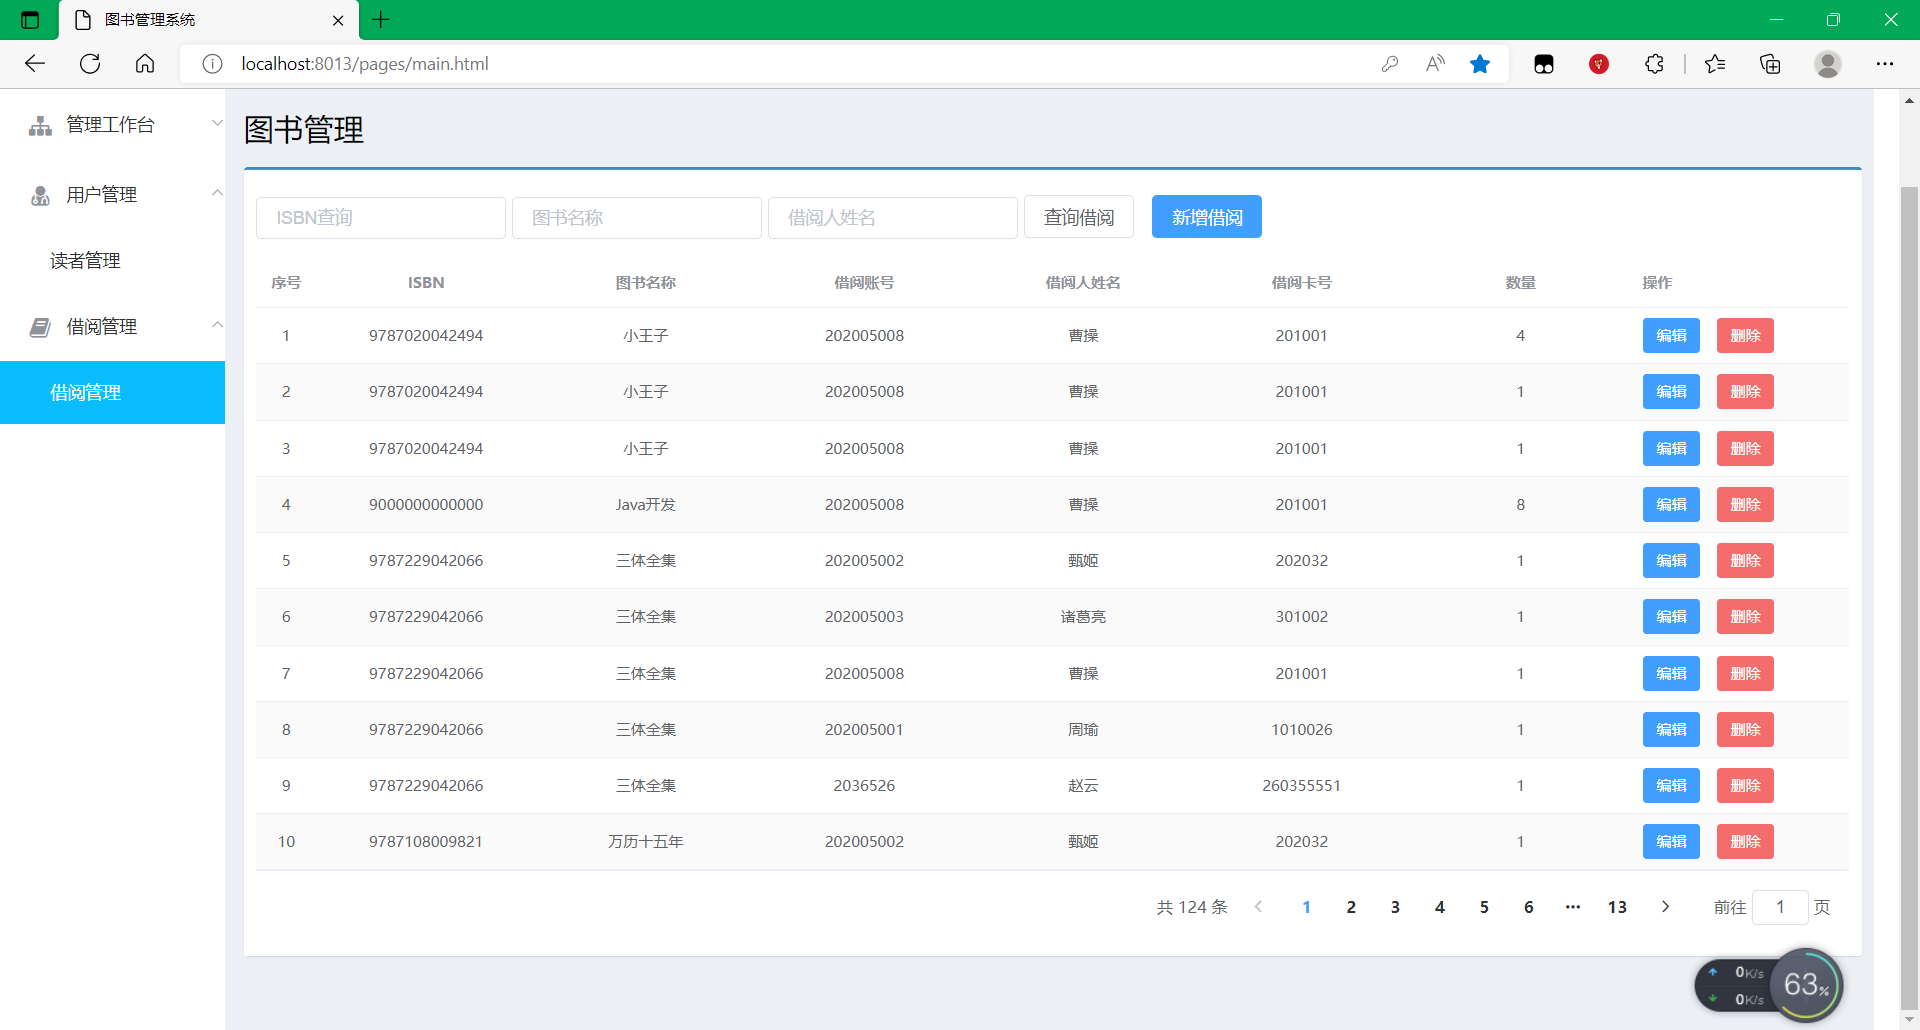 图书管理系统
localhost:8013/pages/main.html
管理工作台
用户管理
读者管理
借阅管理
借阅管理
图书管理
ISBN查询 图书名称 借阅人姓名 查询借阅 新增借阅
序号 ISBN 图书名称 借阅账号 借阅人姓名 借阅卡号 数量 操作
1 9787020042494 小王子 202005008 曹操 201001 4 编辑 删除
2 9787020042494 小王子 202005008 曹操 201001 1 编辑 删除
3 9787020042494 小王子 202005008 曹操 201001 1 编辑 删除
4 9000000000000 Java开发 202005008 曹操 201001 8 编辑 删除
5 9787229042066 三体全集 202005002 甄姬 202032 1 编辑 删除
6 9787229042066 三体全集 202005003 诸葛亮 301002 1 编辑 删除
7 9787229042066 三体全集 202005008 曹操 201001 1 编辑 删除
8 9787229042066 三体全集 202005001 周瑜 1010026 1 编辑 删除
9 9787229042066 三体全集 2036526 赵云 260355551 1 编辑 删除
10 9787108009821 万历十五年 202005002 甄姬 202032 1 编辑 删除
共 124 条 1 2 3 4 5 6 ··· 13 前往 1 页
0K/s
0K/s
63%